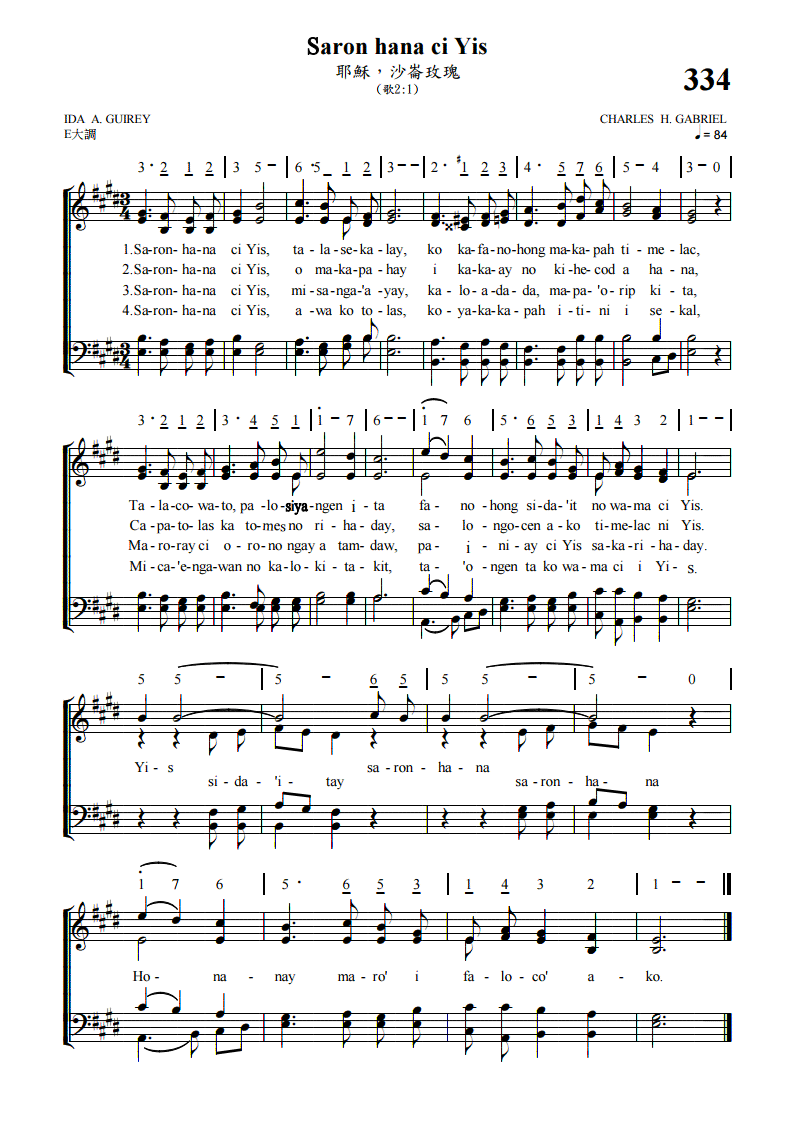 Saron hana ci Yis
耶穌，沙崙玫瑰
(歌2:1)
334
IDA A. GUIREY
CHARLES H. GABRIEL
E大調
♩= 84
3· 2 1 2 | 3 5 – | 6· 5 1 2 | 3 – – | 2· #1 2 3 | 4· 5 7 6 | 5 – 4 | 3 – 0 |
1.Sa-ron-ha-na ci Yis, ta-la-se-ka-lay, ko ka-fa-no-hong ma-ka-pah ti-me-lac,
2.Sa-ron-ha-na ci Yis, o ma-ka-pa-hay i ka-kay no ki-he-cod a ha-na,
3.Sa-ron-ha-na ci Yis, mi-sa-nga-'a-yay, ka-lo-a-da-da, ma-pa-'o-rip ki-ta,
4.Sa-ron-ha-na ci Yis, a-wa ko to-las, ko-ya-ka-ka-pah i-ti-ni i se-kal,
3· 2 1 2 | 3· 4 5 1 | 1 – 7 | 6 – – | 1 7 6 | 5· 6 5 3 | 1 4 3 2 | 1 – – |
Ta-la-co-wa-to, pa-lo-siya-ngen i-ta fa-no-hong si-da-'it no wa-ma ci Yis.
Ca-pa-to-las ka to-mes no ri-ha-day, sa-lo-ngo-cen a-ko ti-me-lac ni Yis.
Ma-ro-ray ci o-ro-no ngay a tam-daw, pa-i-ni-ay ci Yis sa-ka-ri-ha-day.
Mi-ca-'e-nga-wan no ka-lo-ki-ta-kit, ta-'o-ngen ta ko wa-ma ci i Yi-s.
5 5 – | 5 – 6 5 | 5 5 – | 5 – 0 |
Yi-s sa-ron-ha-na
si-da-'i-tay sa-ron-ha-na
1 7 6 | 5· 6 5 3 | 1 4 3 2 | 1 – –
Ho-na-nay ma-ro' i fa-lo-co' a-ko.